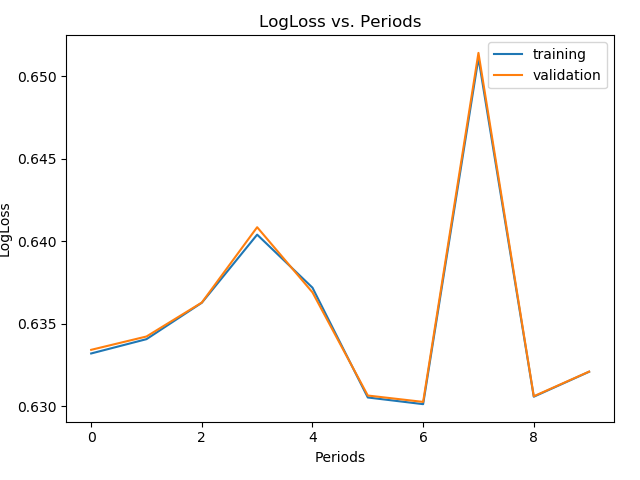 LogLoss vs. Periods
training
validation
0.650
0.645
0.640
0.635
0.630
LogLoss
0 2 4 6 8
Periods